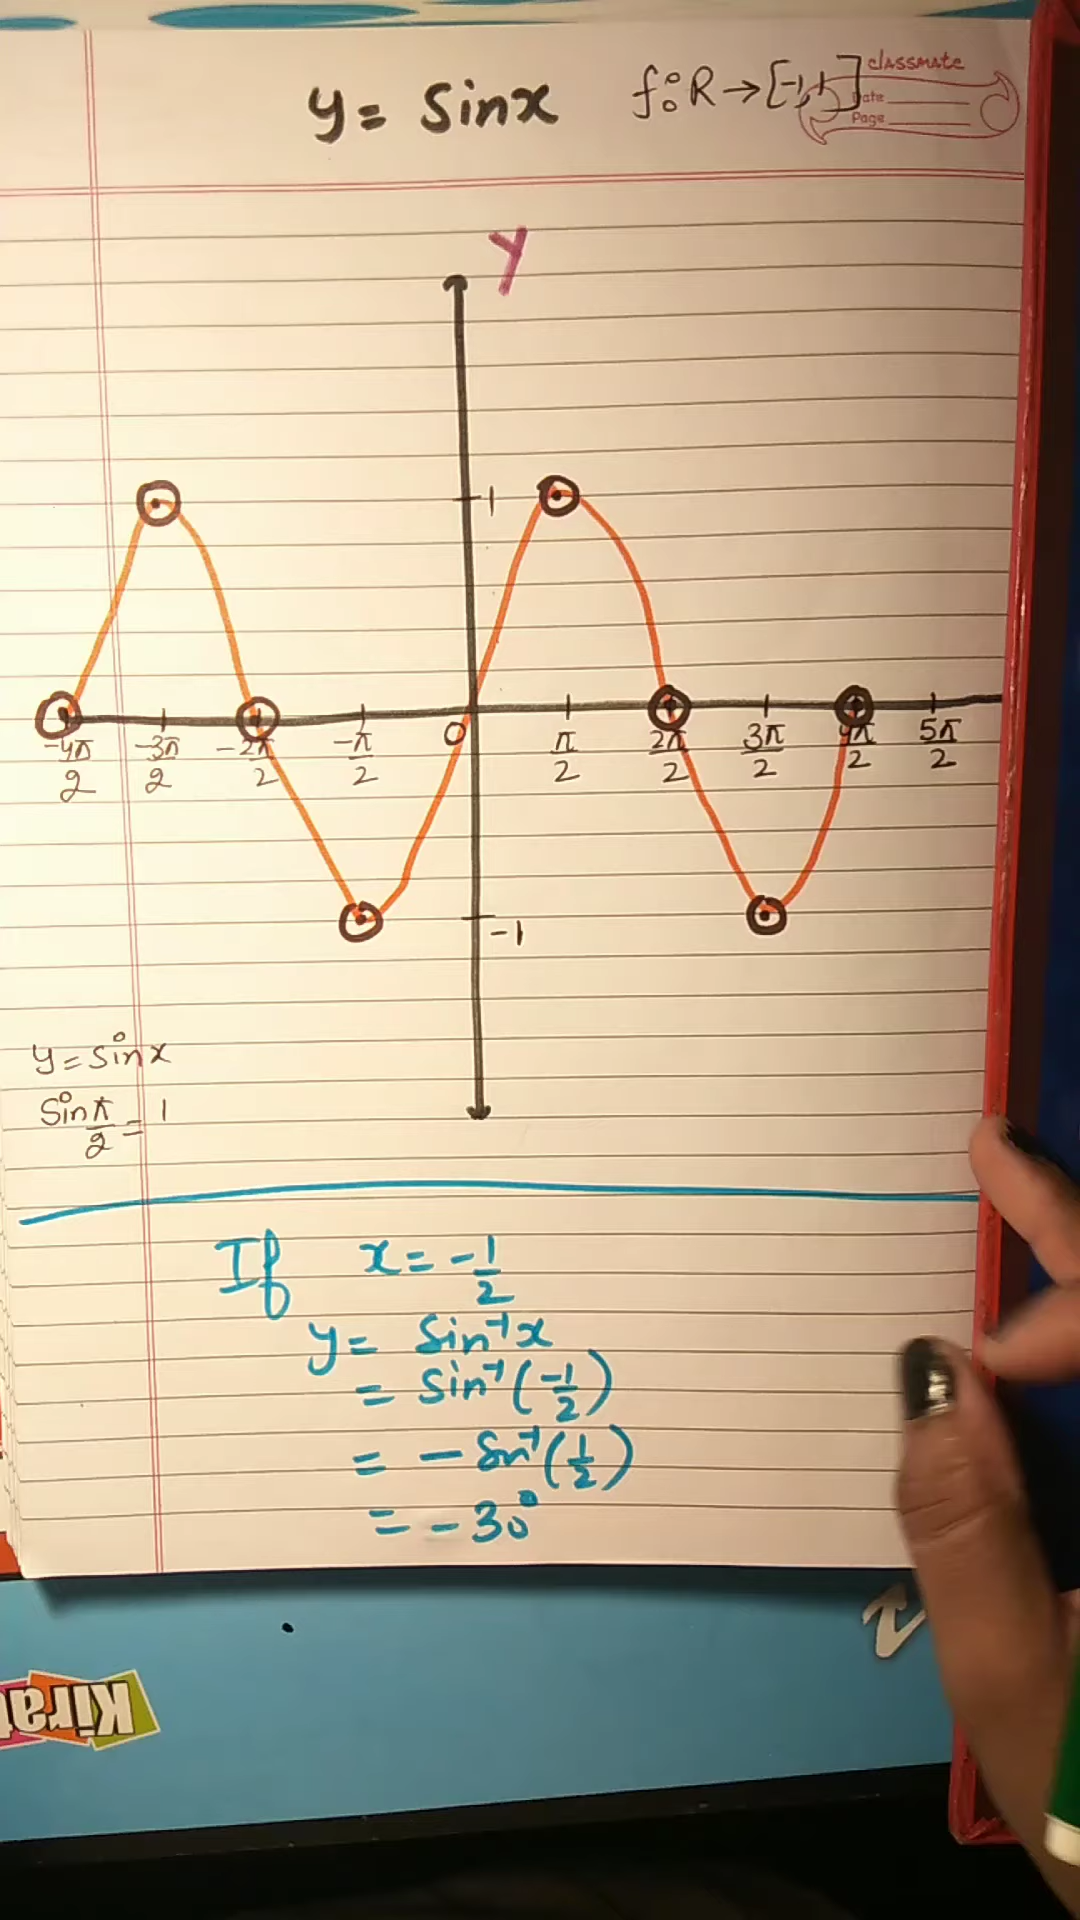 y = sinx f: R → [-1, 1]
classmate
Date
Page
Y
1
-4π/2 -3π/2 -2π/2 -π/2 0 π/2 2π/2 3π/2 4π/2 5π/2
-1
y = sin x
sin π/2 = 1
If x = -1/2
y = sin⁻¹x
= sin⁻¹(-1/2)
= - sin⁻¹(1/2)
= - 30°